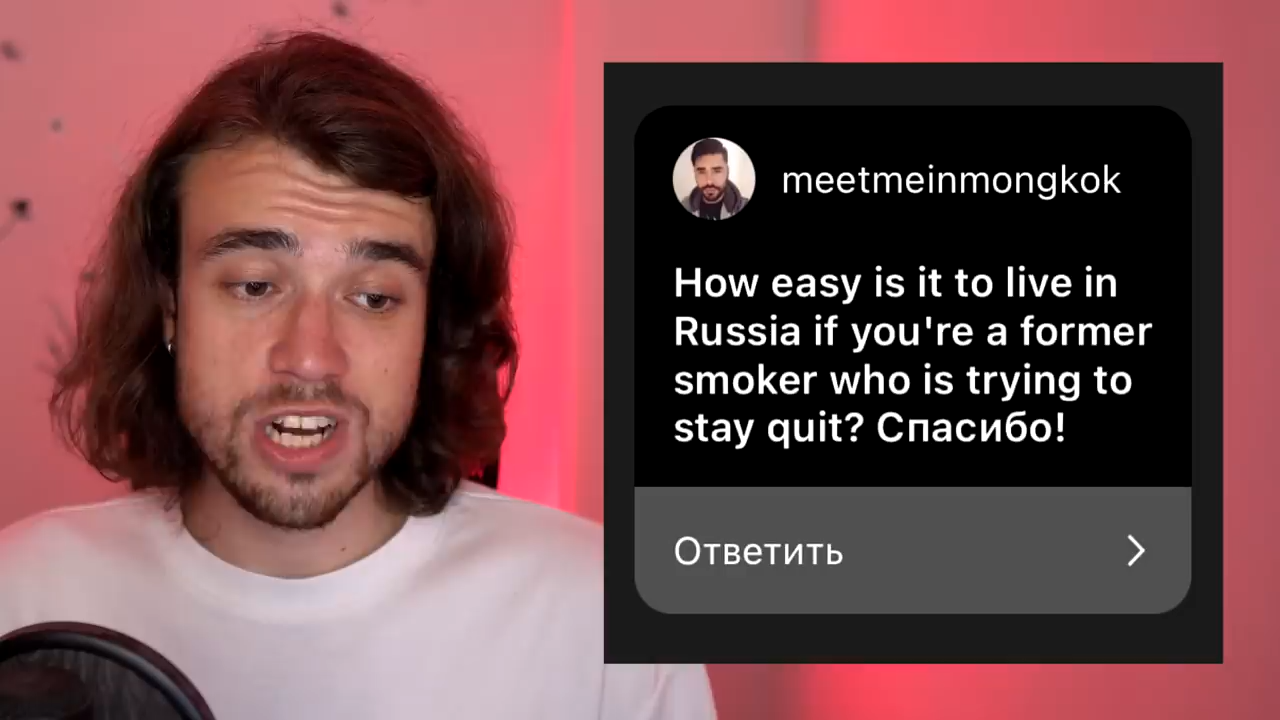 meetmeinmongkok
How easy is it to live in
Russia if you're a former
smoker who is trying to
stay quit? Спасибо!
Ответить